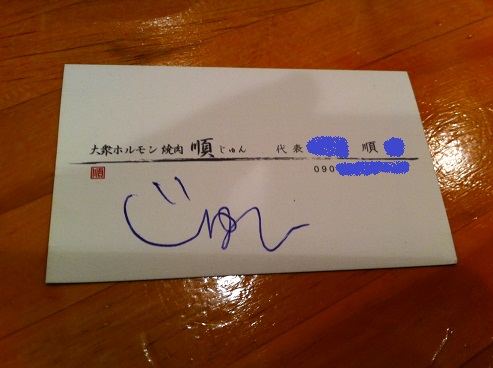 大衆ホルモン焼肉 順 じゅん 代表 順
090
順
じゅん